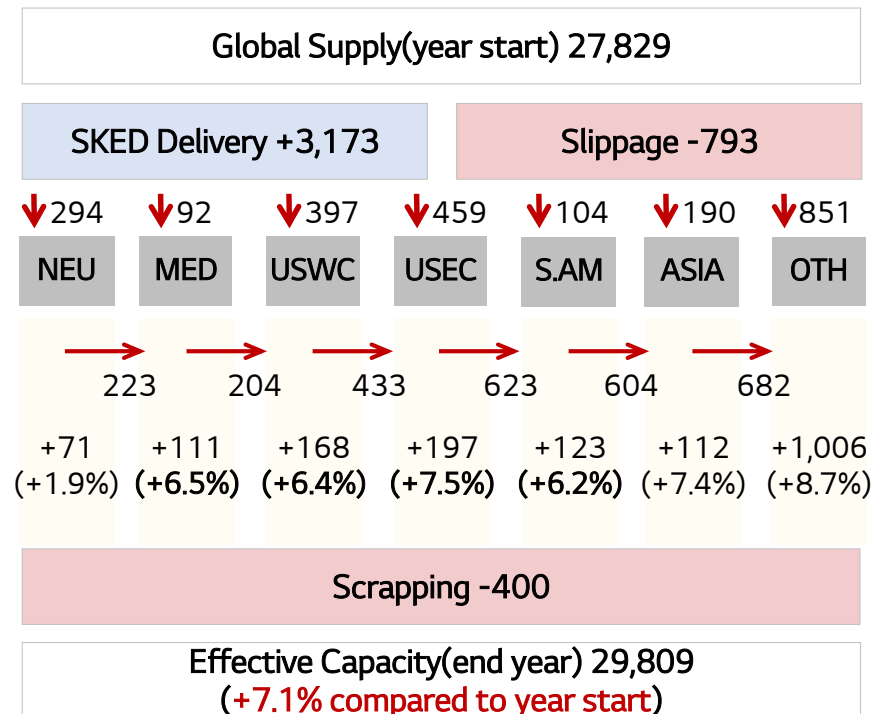 Global Supply(year start) 27,829
SKED Delivery +3,173
Slippage -793
294 92 397 459 104 190 851
NEU MED USWC USEC S.AM ASIA OTH
223 204 433 623 604 682
+71 +111 +168 +197 +123 +112 +1,006
(+1.9%) (+6.5%) (+6.4%) (+7.5%) (+6.2%) (+7.4%) (+8.7%)
Scrapping -400
Effective Capacity(end year) 29,809
(+7.1% compared to year start)